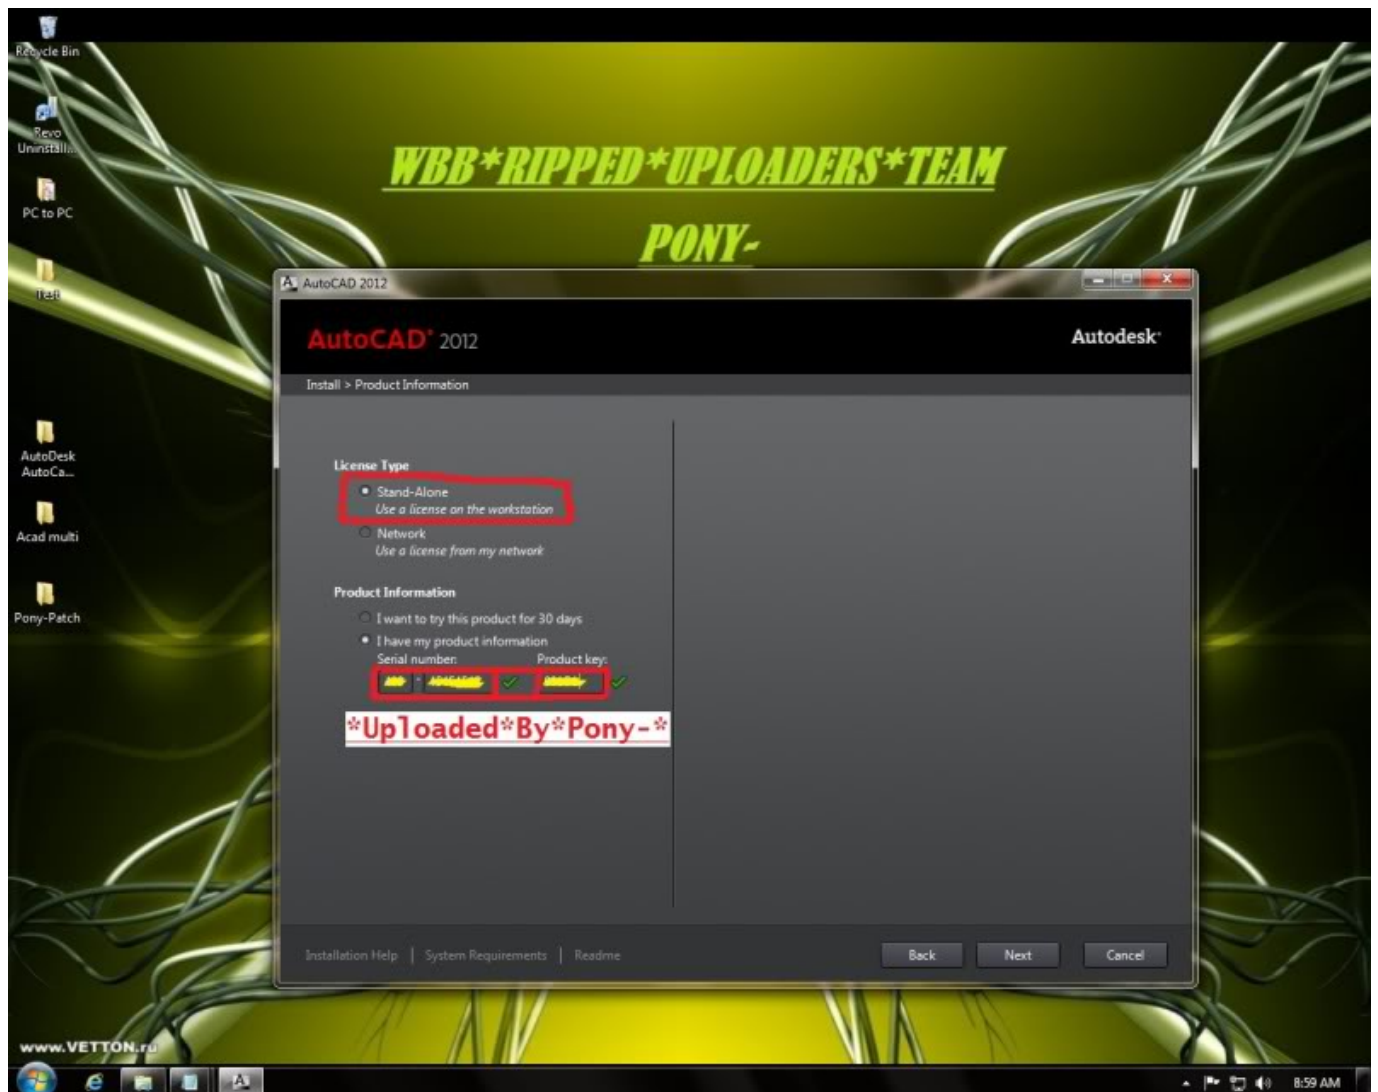 Recycle Bin
Revo
Uninstall...
PC to PC
Test
AutoDesk
AutoCa...
Acad multi
Pony-Patch
WBB*RIPPED*UPLOADERS*TEAM
PONY-
AutoCAD 2012
AutoCAD® 2012
Autodesk®
Install > Product Information
License Type
Stand-Alone
Use a license on the workstation
Network
Use a license from my network
Product Information
I want to try this product for 30 days
I have my product information
Serial number: Product key:
*Uploaded*By*Pony-*
Installation Help | System Requirements | Readme
Back Next Cancel
www.VETTON.ru
8:59 AM